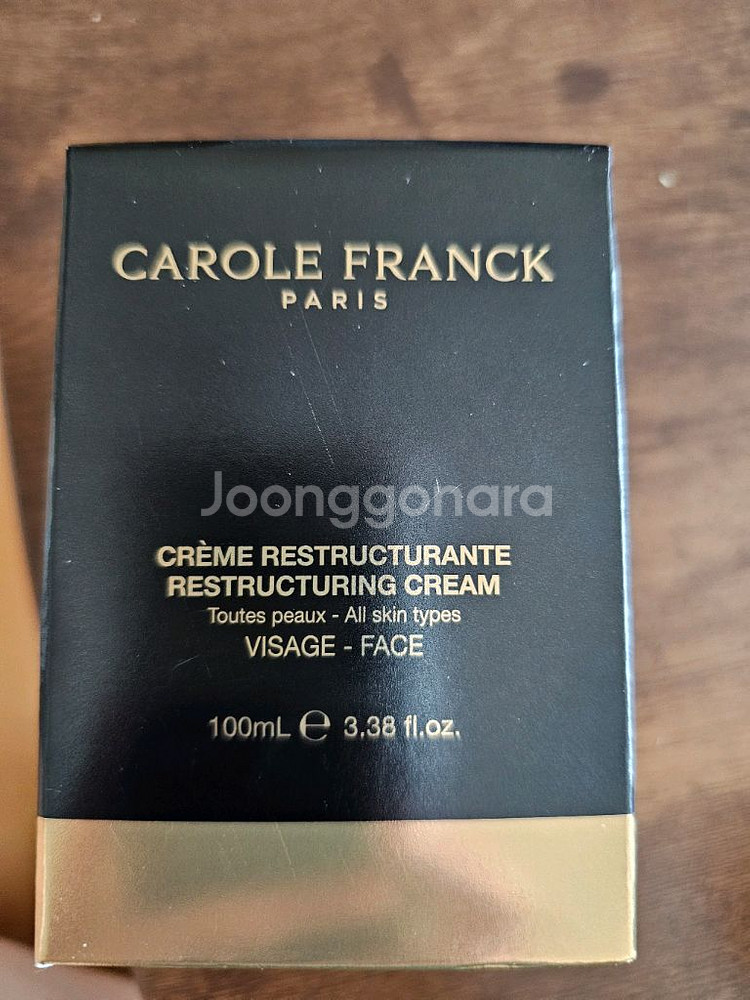 CAROLE FRANCK
PARIS
Joonggonara
CRÈME RESTRUCTURANTE
RESTRUCTURING CREAM
Toutes peaux - All skin types
VISAGE - FACE
100mL ℮ 3.38 fl.oz.